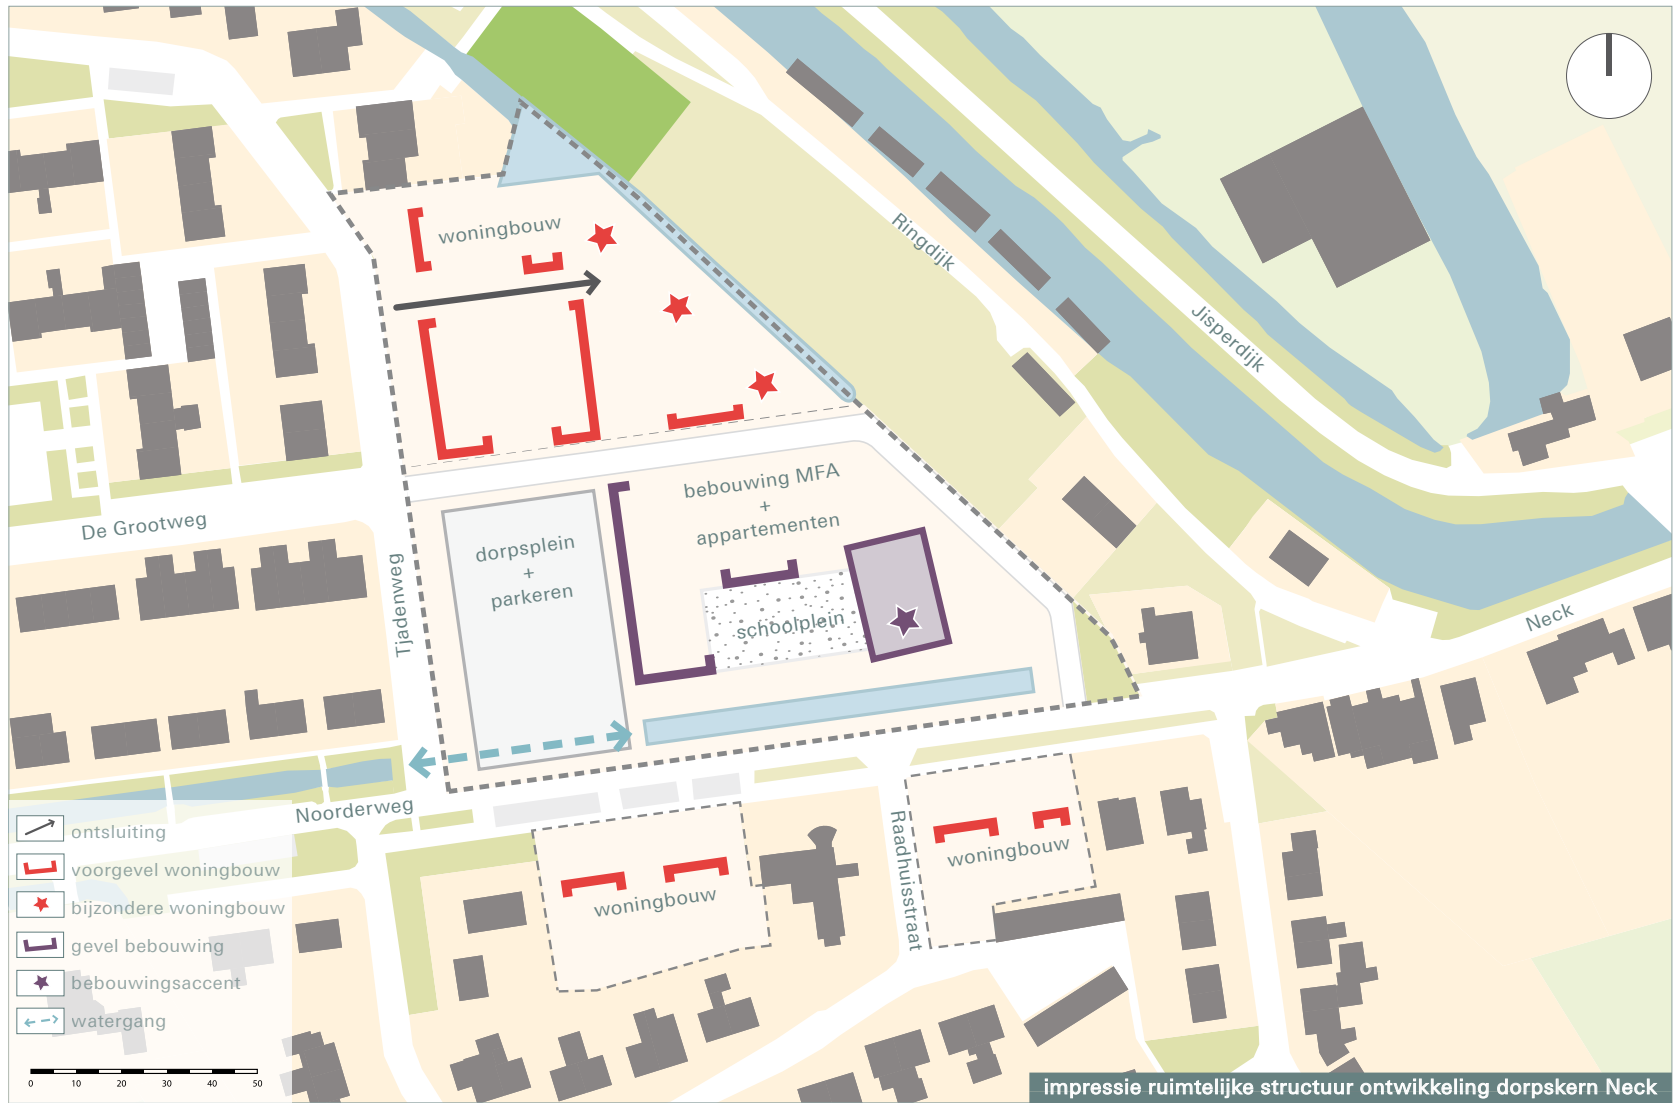 woningbouw
Ringdijk
Jisperdijk
De Grootweg
Tjadenweg
bebouwing MFA
+
appartementen
dorpsplein
+
parkeren
schoolplein
Neck
Noorderweg
Raadhuisstraat
woningbouw
woningbouw
ontsluiting
voorgevel woningbouw
bijzondere woningbouw
gevel bebouwing
bebouwingsaccent
watergang
0 10 20 30 40 50
impressie ruimtelijke structuur ontwikkeling dorpskern Neck